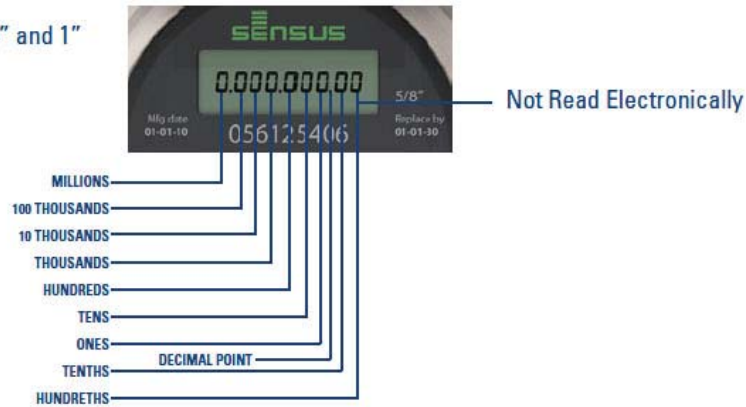 ″ and 1″
sensus
0.000.000.00
5/8″
Not Read Electronically
Mfg date
01-01-10
056125406
Replace by
01-01-30
MILLIONS
100 THOUSANDS
10 THOUSANDS
THOUSANDS
HUNDREDS
TENS
ONES
DECIMAL POINT
TENTHS
HUNDRETHS